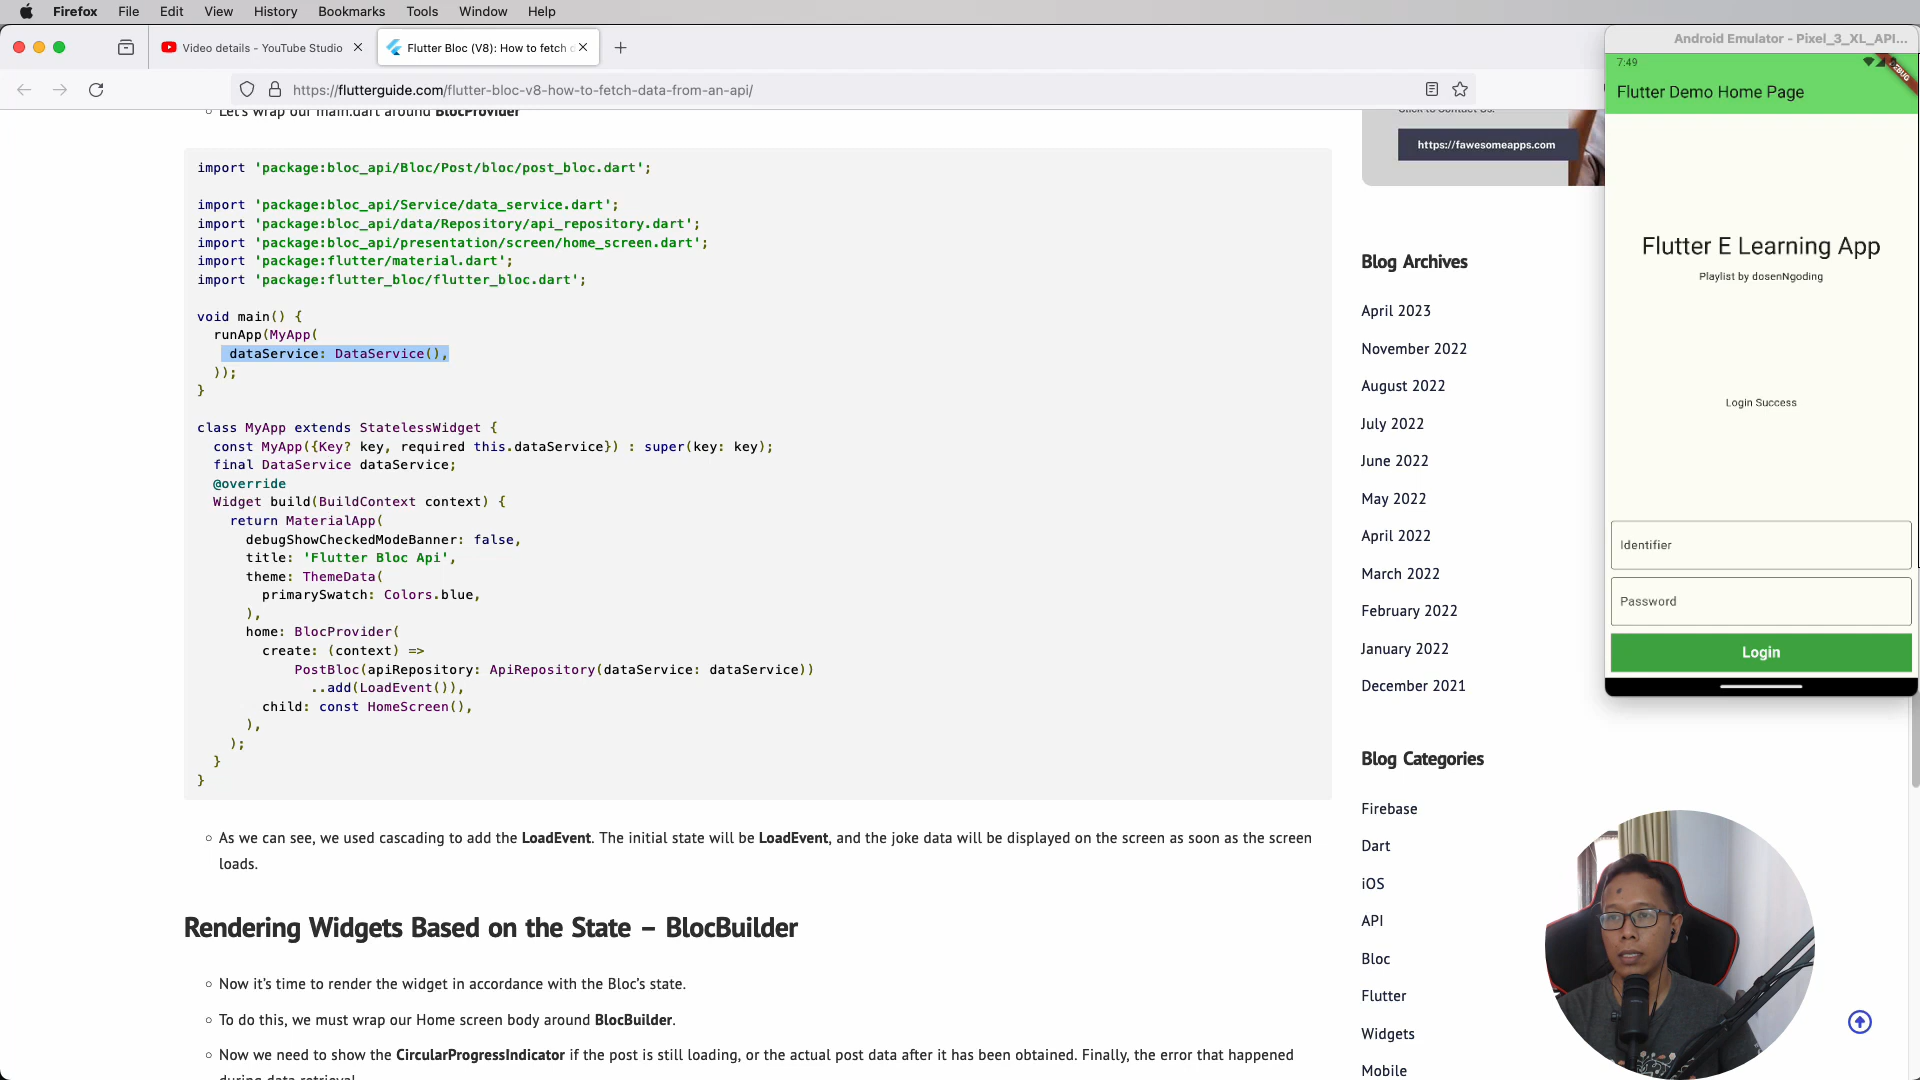 Firefox File Edit View History Bookmarks Tools Window Help
Video details - YouTube Studio
Flutter Bloc (V8): How to fetch
https://flutterguide.com/flutter-bloc-v8-how-to-fetch-data-from-an-api/
Let's wrap our main.dart around BlocProvider
import 'package:bloc_api/Bloc/Post/bloc/post_bloc.dart';
import 'package:bloc_api/Service/data_service.dart';
import 'package:bloc_api/data/Repository/api_repository.dart';
import 'package:bloc_api/presentation/screen/home_screen.dart';
import 'package:flutter/material.dart';
import 'package:flutter_bloc/flutter_bloc.dart';
void main() {
runApp(MyApp(
dataService: DataService(),
));
}
class MyApp extends StatelessWidget {
const MyApp({Key? key, required this.dataService}) : super(key: key);
final DataService dataService;
@override
Widget build(BuildContext context) {
return MaterialApp(
debugShowCheckedModeBanner: false,
title: 'Flutter Bloc Api',
theme: ThemeData(
primarySwatch: Colors.blue,
),
home: BlocProvider(
create: (context) =>
PostBloc(apiRepository: ApiRepository(dataService: dataService))
..add(LoadEvent()),
child: const HomeScreen(),
),
);
}
}
As we can see, we used cascading to add the LoadEvent. The initial state will be LoadEvent, and the joke data will be displayed on the screen as soon as the screen
loads.
Rendering Widgets Based on the State – BlocBuilder
Now it's time to render the widget in accordance with the Bloc's state.
To do this, we must wrap our Home screen body around BlocBuilder.
Now we need to show the CircularProgressIndicator if the post is still loading, or the actual post data after it has been obtained. Finally, the error that happened
during data retrieval
Click to Contact Us:
https://fawesomeapps.com
Blog Archives
April 2023
November 2022
August 2022
July 2022
June 2022
May 2022
April 2022
March 2022
February 2022
January 2022
December 2021
Blog Categories
Firebase
Dart
iOS
API
Bloc
Flutter
Widgets
Mobile
Android Emulator - Pixel_3_XL_API...
7:49
Flutter Demo Home Page
Flutter E Learning App
Playlist by dosenNgoding
Login Success
Identifier
Password
Login